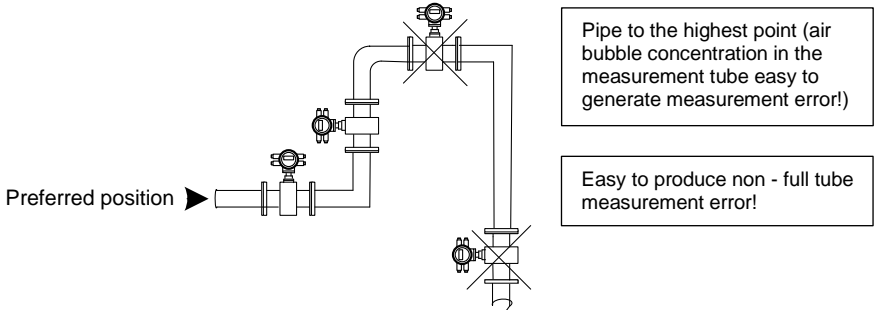 Pipe to the highest point (air
bubble concentration in the
measurement tube easy to
generate measurement error!)
Easy to produce non - full tube
measurement error!
Preferred position